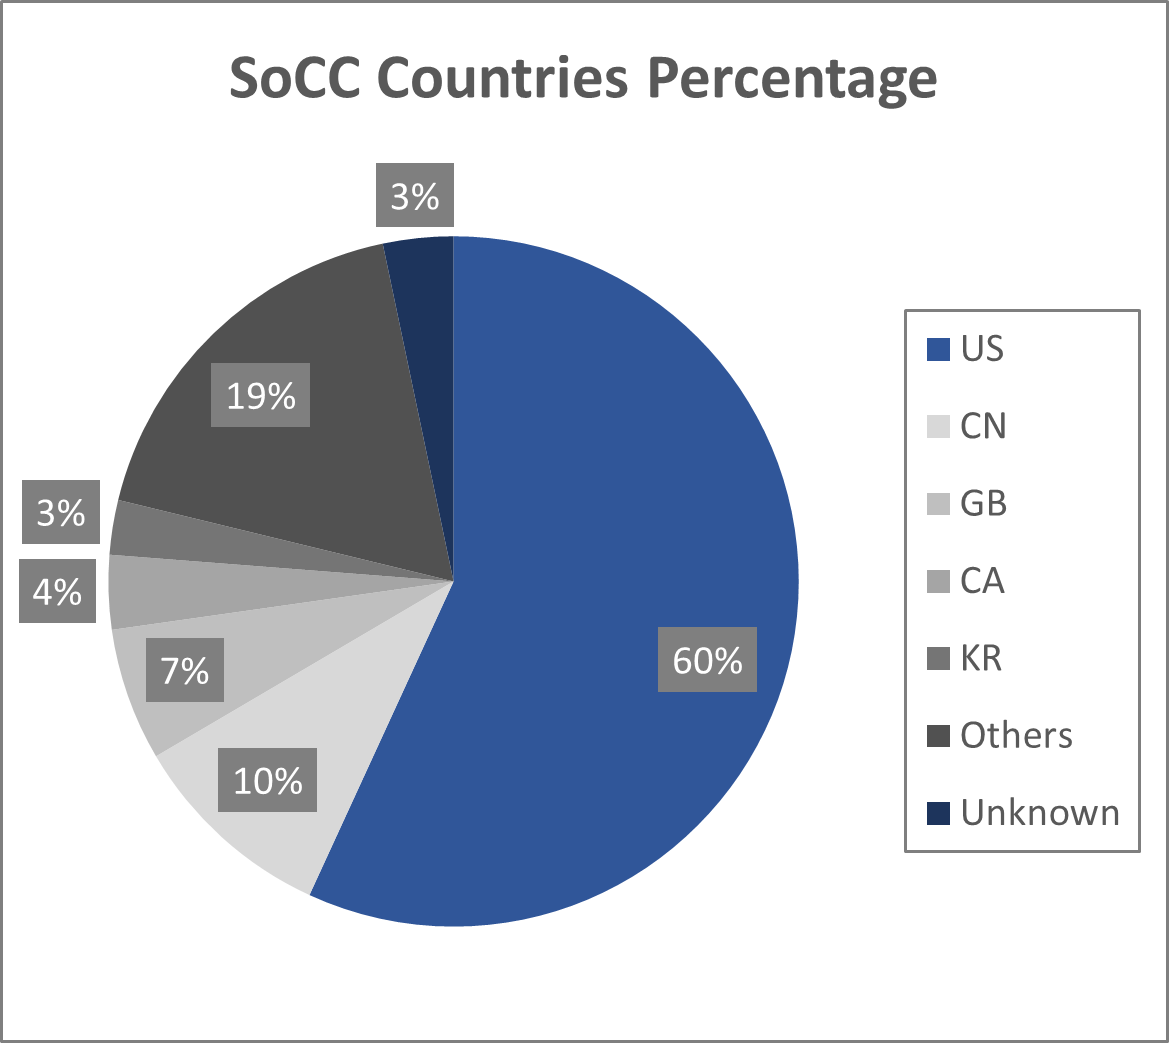 SoCC Countries Percentage
3%
19%
3%
4%
7%
10%
60%
US
CN
GB
CA
KR
Others
Unknown